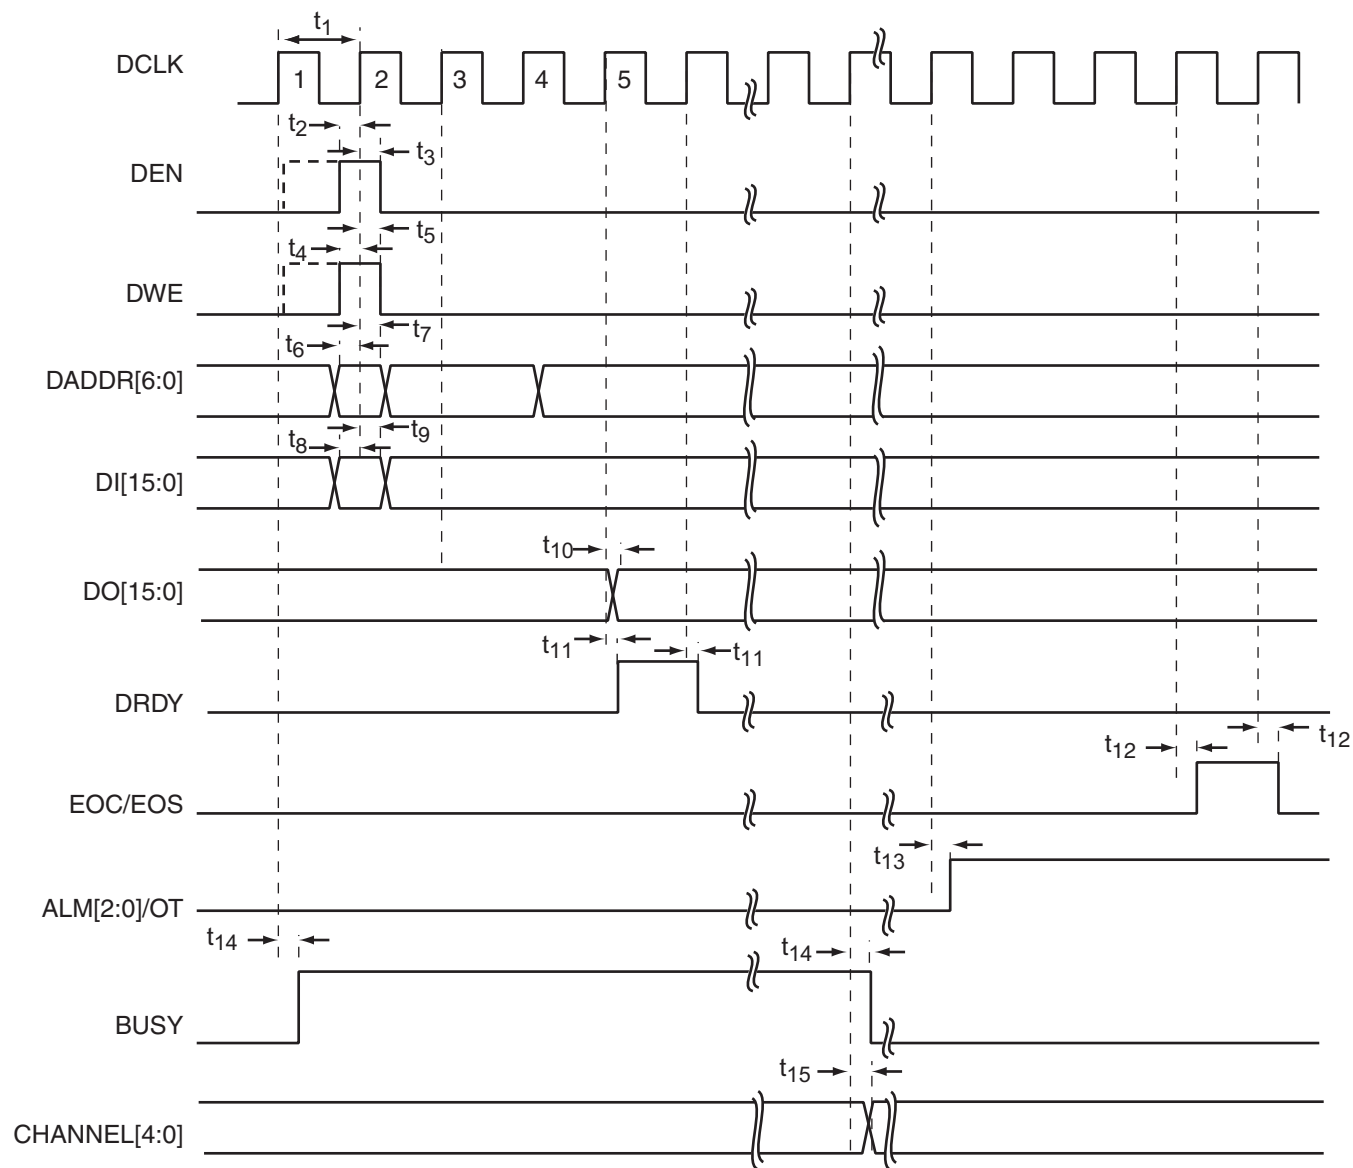 t1
DCLK
1 2 3 4 5
t2
t3
DEN
t5
t4
DWE
t7
t6
DADDR[6:0]
t9
t8
DI[15:0]
t10
DO[15:0]
t11 t11
DRDY
t12 t12
EOC/EOS
t13
ALM[2:0]/OT
t14 t14
BUSY
t15
CHANNEL[4:0]